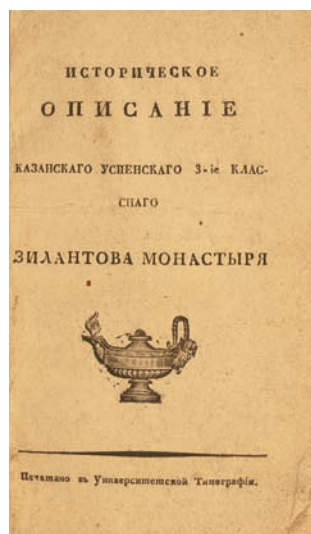 ИСТОРИЧЕСКОЕ
ОПИСАНІЕ
КАЗАНСКАГО УСПЕНСКАГО 3-іе КЛАС-
СНАГО
ЗИЛАНТОВА МОНАСТЫРЯ
Печатано въ Университетской Типографіи.